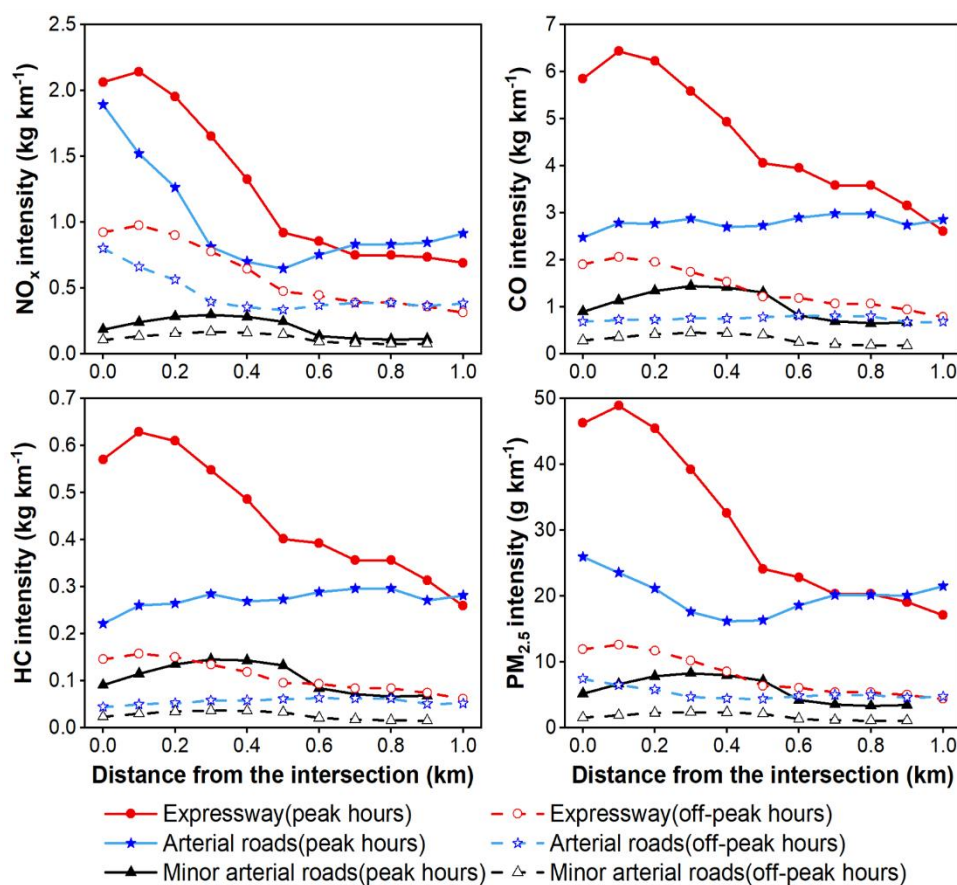 NOx intensity (kg km⁻¹)
2.5
2.0
1.5
1.0
0.5
0.0
0.0 0.2 0.4 0.6 0.8 1.0
CO intensity (kg km⁻¹)
7
6
5
4
3
2
1
0
0.0 0.2 0.4 0.6 0.8 1.0
HC intensity (kg km⁻¹)
0.7
0.6
0.5
0.4
0.3
0.2
0.1
0.0
0.0 0.2 0.4 0.6 0.8 1.0
Distance from the intersection (km)
PM2.5 intensity (g km⁻¹)
50
40
30
20
10
0
0.0 0.2 0.4 0.6 0.8 1.0
Distance from the intersection (km)
Expressway(peak hours)
Expressway(off-peak hours)
Arterial roads(peak hours)
Arterial roads(off-peak hours)
Minor arterial roads(peak hours)
Minor arterial roads(off-peak hours)